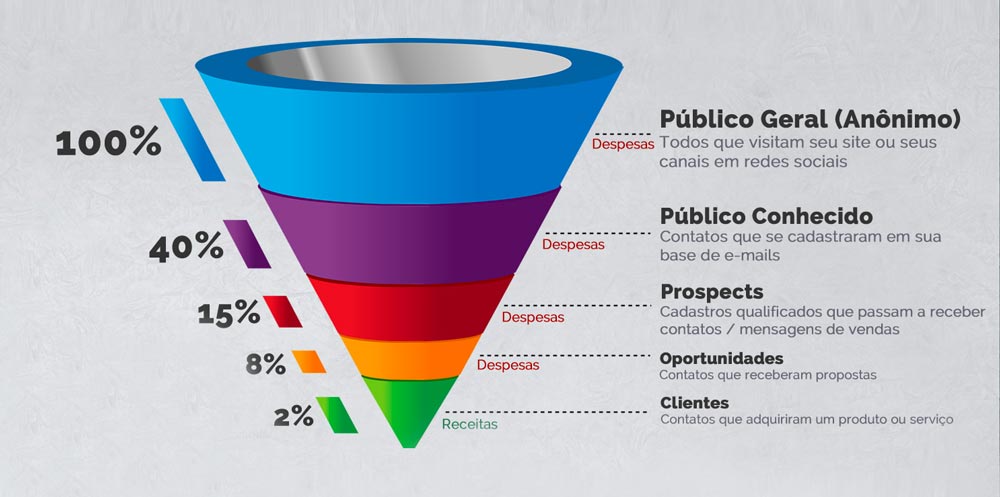 100%
Despesas
Público Geral (Anônimo)
Todos que visitam seu site ou seus
canais em redes sociais
40%
Despesas
Público Conhecido
Contatos que se cadastraram em sua
base de e-mails
15%
Despesas
Prospects
Cadastros qualificados que passam a receber
contatos / mensagens de vendas
8%
Despesas
Oportunidades
Contatos que receberam propostas
2%
Receitas
Clientes
Contatos que adquiriram um produto ou serviço